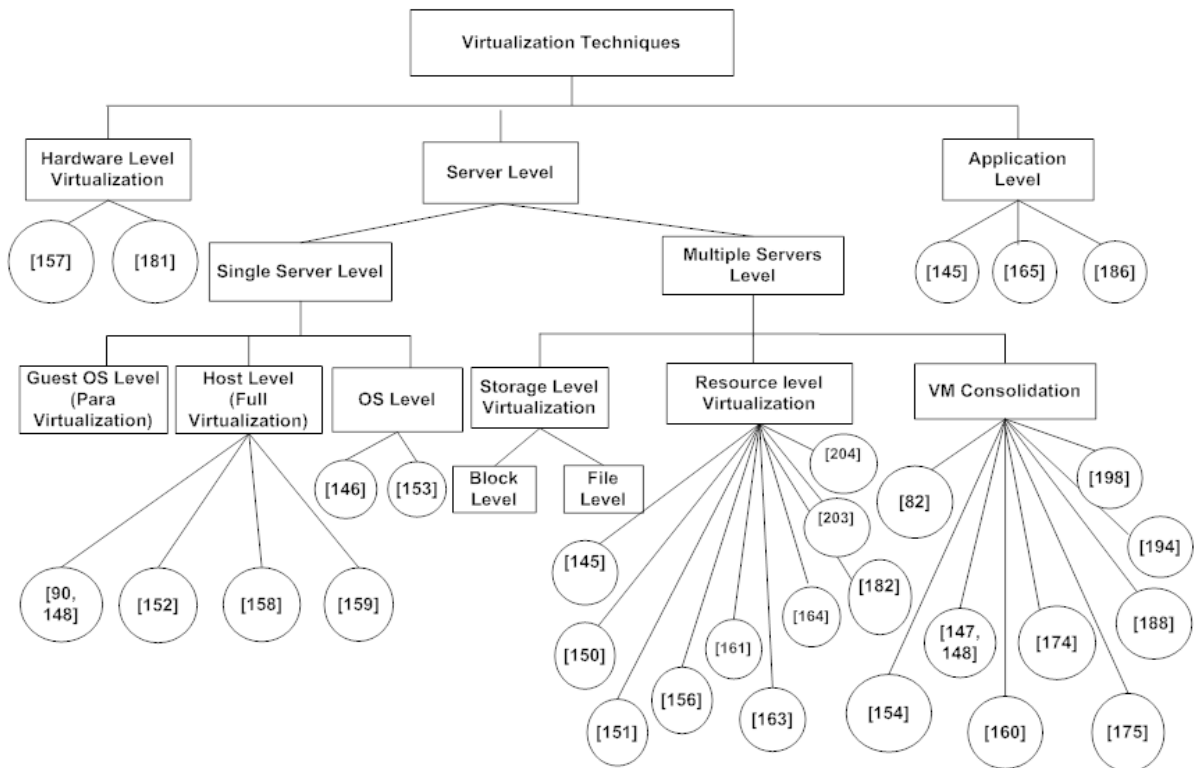 Virtualization Techniques
Hardware Level
Virtualization
Server Level
Application
Level
[157]
[181]
Single Server Level
Multiple Servers
Level
[145]
[165]
[186]
Guest OS Level
(Para
Virtualization)
Host Level
(Full
Virtualization)
OS Level
Storage Level
Virtualization
Resource level
Virtualization
VM Consolidation
[146]
[153]
Block
Level
File
Level
[204]
[203]
[198]
[82]
[194]
[90,
148]
[152]
[158]
[159]
[145]
[182]
[164]
[188]
[150]
[161]
[147,
148]
[174]
[151]
[156]
[163]
[154]
[160]
[175]